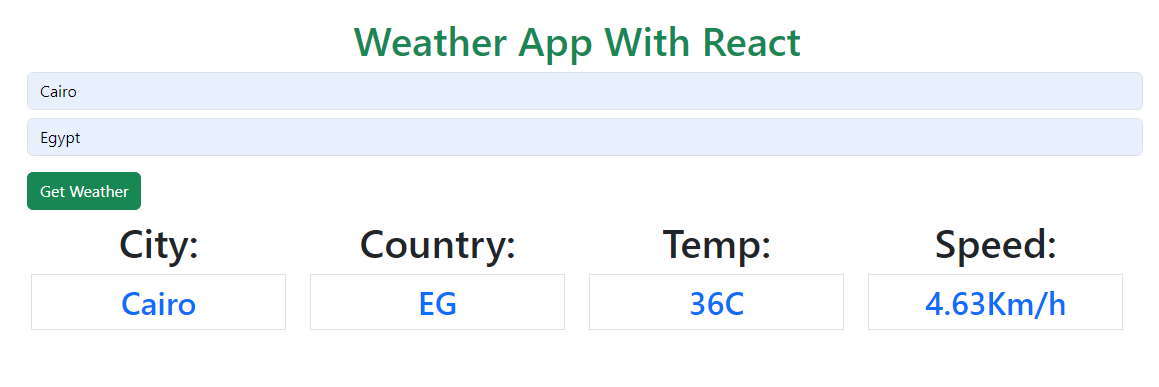 Weather App With React
Cairo
Egypt
Get Weather
City: Country: Temp: Speed:
Cairo EG 36C 4.63Km/h